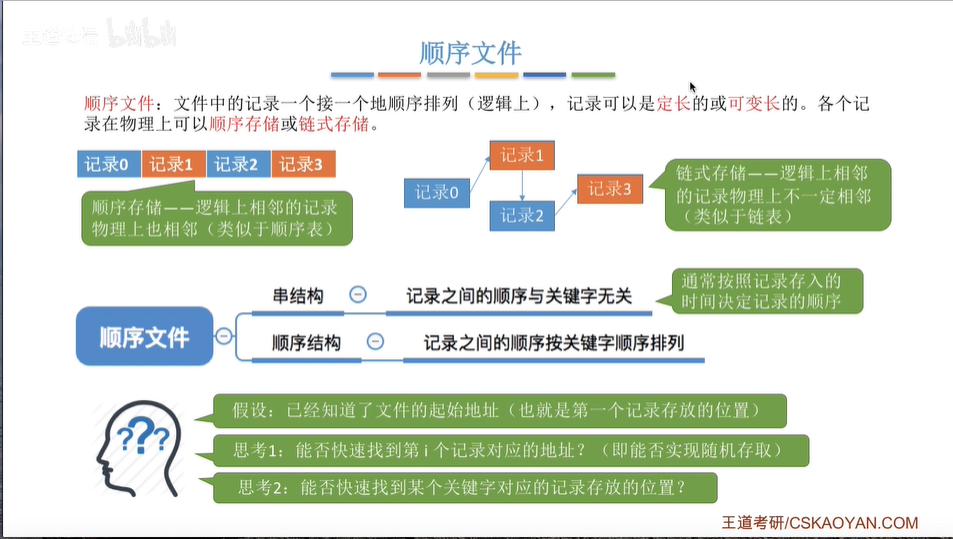 王道考研 bilibili
顺序文件
顺序文件：文件中的记录一个接一个地顺序排列（逻辑上），记录可以是定长的或可变长的。各个记
录在物理上可以顺序存储或链式存储。
记录0 记录1 记录2 记录3
顺序存储——逻辑上相邻的记录
物理上也相邻（类似于顺序表）
记录0
记录1
记录2
记录3
链式存储——逻辑上相邻
的记录物理上不一定相邻
（类似于链表）
顺序文件
串结构
记录之间的顺序与关键字无关
通常按照记录存入的
时间决定记录的顺序
顺序结构
记录之间的顺序按关键字顺序排列
???
假设：已经知道了文件的起始地址（也就是第一个记录存放的位置）
思考1：能否快速找到第 i 个记录对应的地址？（即能否实现随机存取）
思考2：能否快速找到某个关键字对应的记录存放的位置？
王道考研/CSKAOYAN.COM